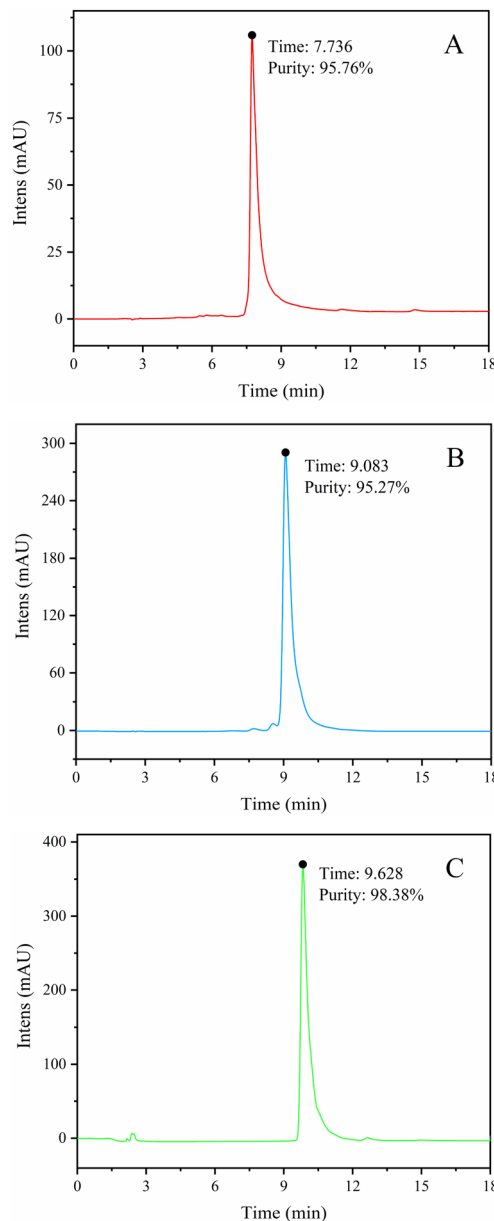 A
Time: 7.736
Purity: 95.76%
100
75
50
25
0
Intens (mAU)
0 3 6 9 12 15 18
Time (min)
B
Time: 9.083
Purity: 95.27%
300
240
180
120
60
0
Intens (mAU)
0 3 6 9 12 15 18
Time (min)
C
Time: 9.628
Purity: 98.38%
400
300
200
100
0
Intens (mAU)
0 3 6 9 12 15 18
Time (min)